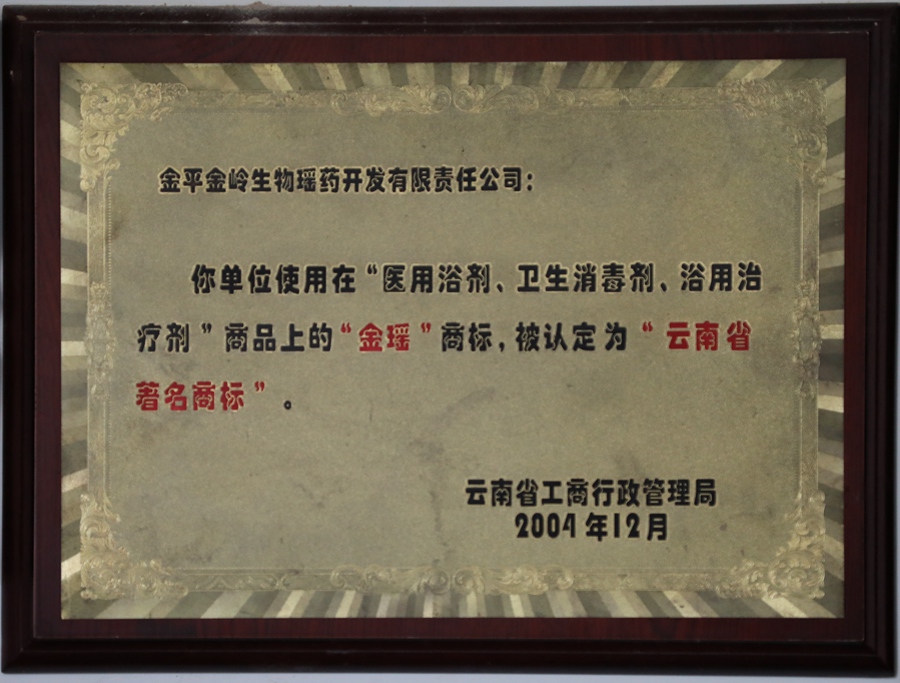 金平金岭生物瑶药开发有限责任公司：
你单位使用在“医用浴剂、卫生消毒剂、浴用治
疗剂”商品上的“金瑶”商标，被认定为“云南省
著名商标”。
云南省工商行政管理局
2004年12月